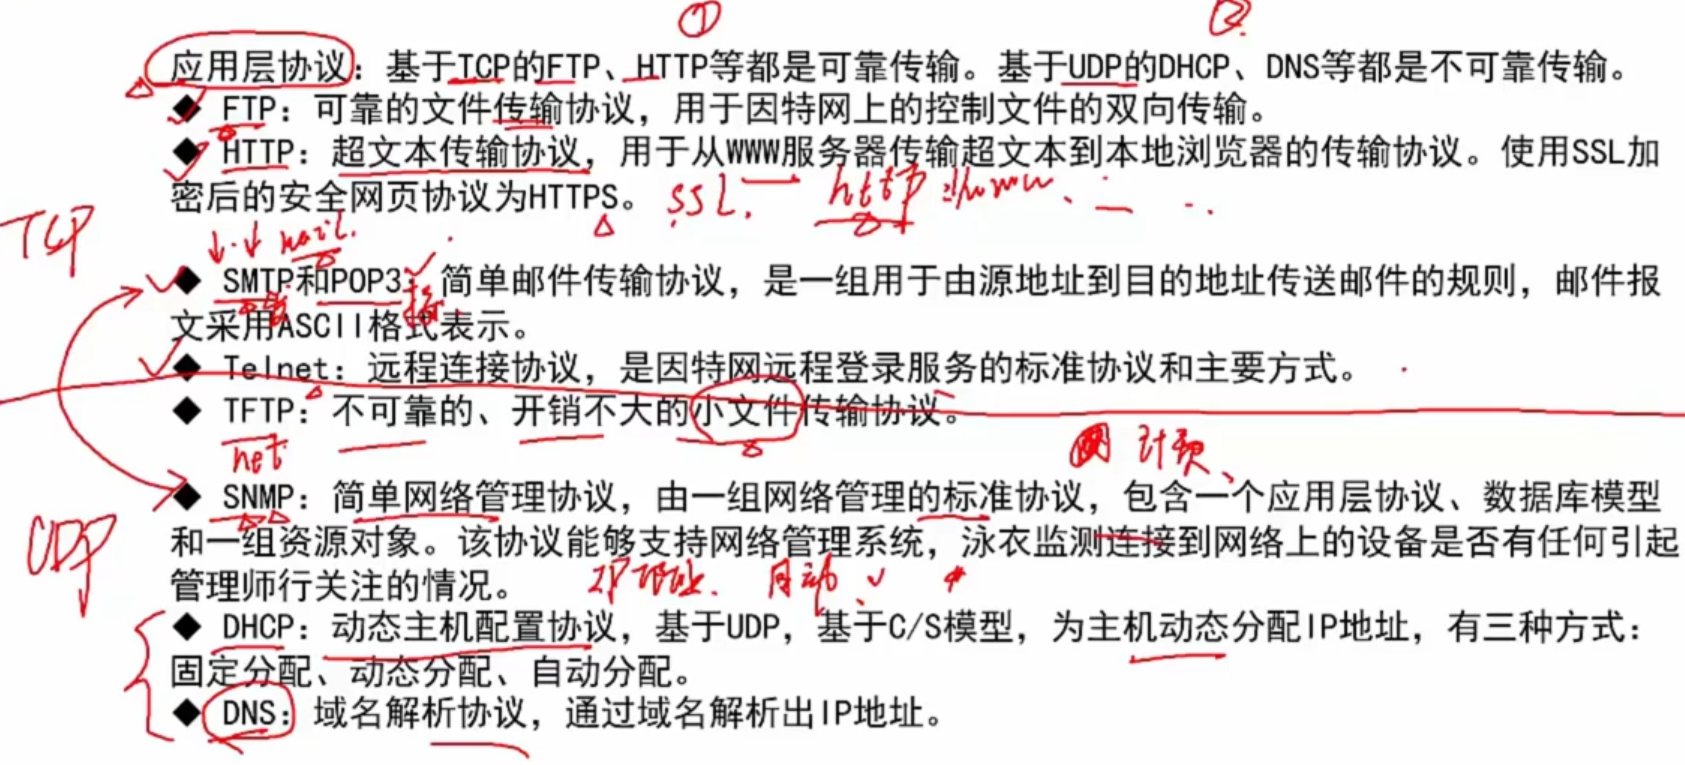 ① ②
应用层协议：基于TCP的FTP、HTTP等都是可靠传输。基于UDP的DHCP、DNS等都是不可靠传输。
◆ FTP：可靠的文件传输协议，用于因特网上的控制文件的双向传输。
◆ HTTP：超文本传输协议，用于从WWW服务器传输超文本到本地浏览器的传输协议。使用SSL加
密后的安全网页协议为HTTPS。
SSL http://www
TCP
mail
◆ SMTP和POP3：简单邮件传输协议，是一组用于由源地址到目的地址传送邮件的规则，邮件报
文采用ASCII格式表示。
◆ Telnet：远程连接协议，是因特网远程登录服务的标准协议和主要方式。
◆ TFTP：不可靠的、开销不大的小文件传输协议。
net
◆ SNMP：简单网络管理协议，由一组网络管理的标准协议，包含一个应用层协议、数据库模型
和一组资源对象。该协议能够支持网络管理系统，泳衣监测连接到网络上的设备是否有任何引起
管理师行关注的情况。
UDP
IP地址 自动
◆ DHCP：动态主机配置协议，基于UDP，基于C/S模型，为主机动态分配IP地址，有三种方式：
固定分配、动态分配、自动分配。
◆ DNS：域名解析协议，通过域名解析出IP地址。